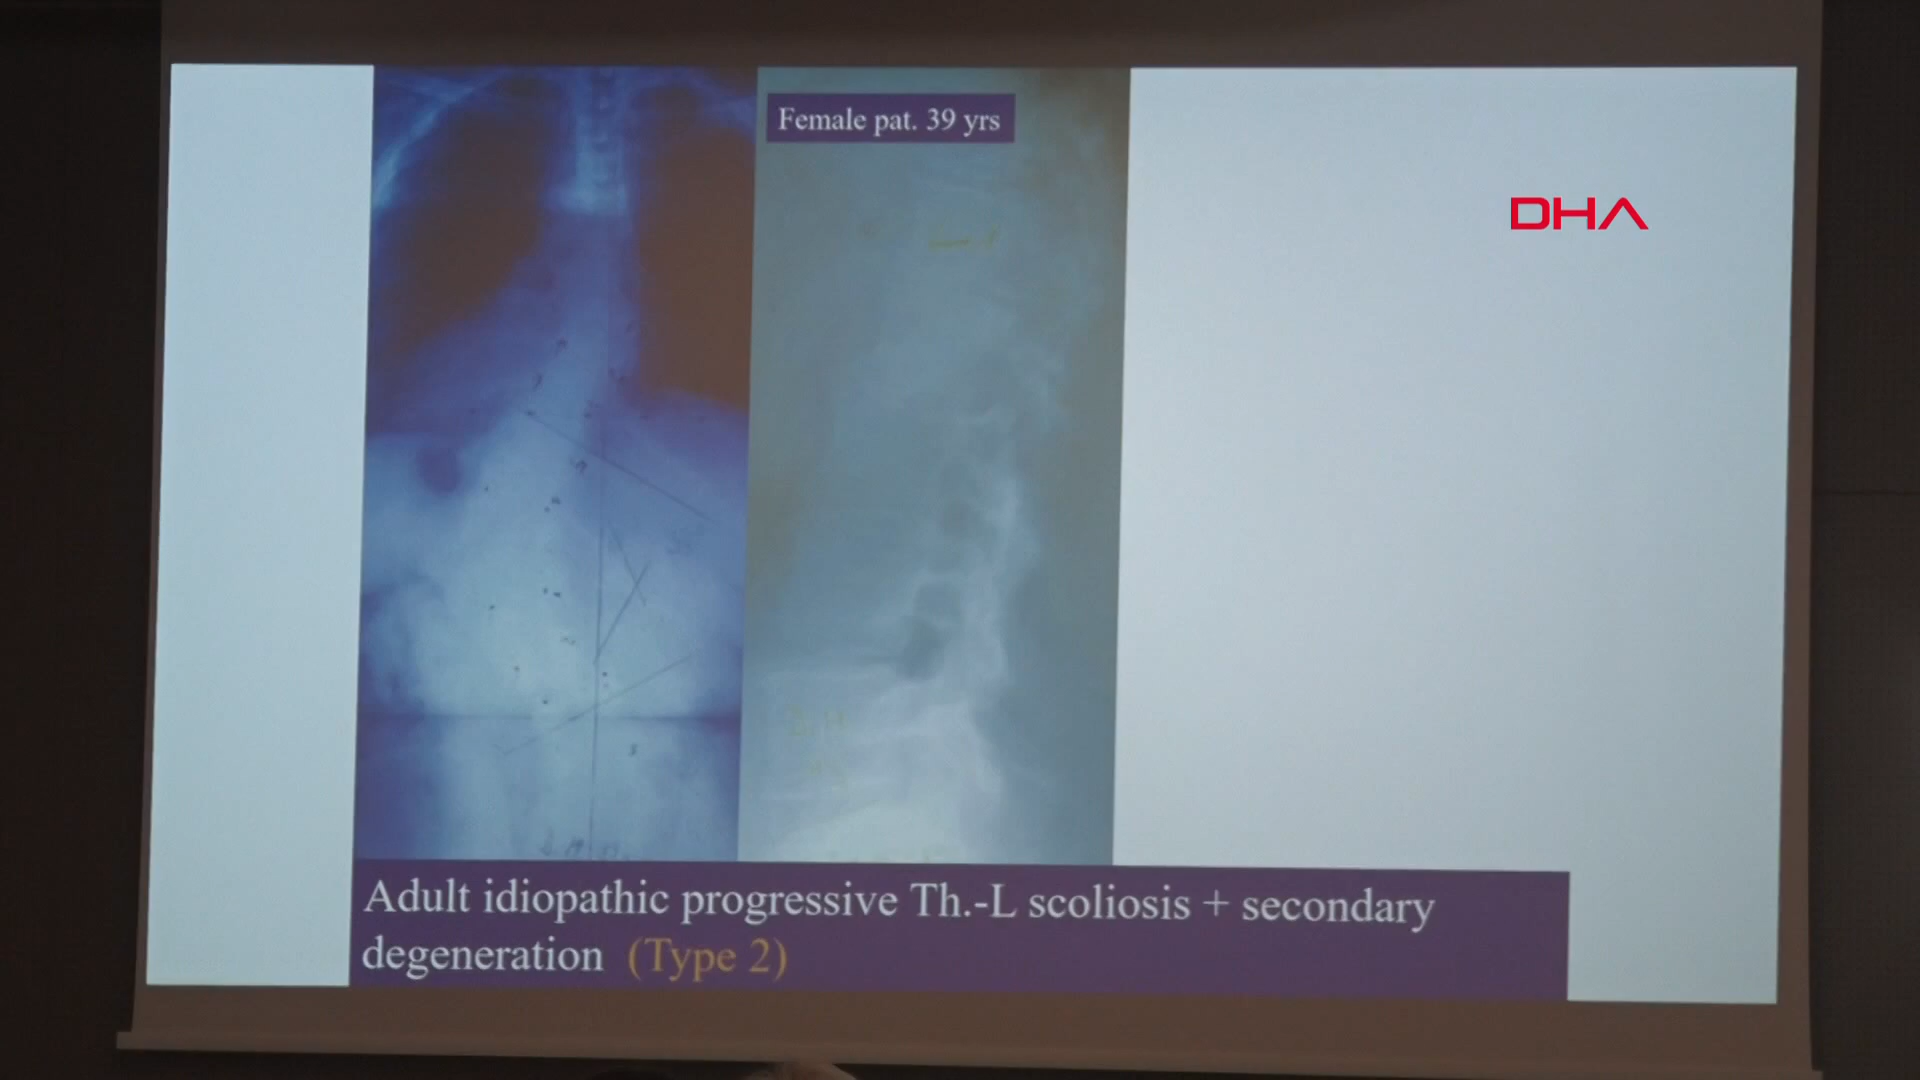 Female pat. 39 yrs
DHA
Adult idiopathic progressive Th.-L scoliosis + secondary
degeneration (Type 2)